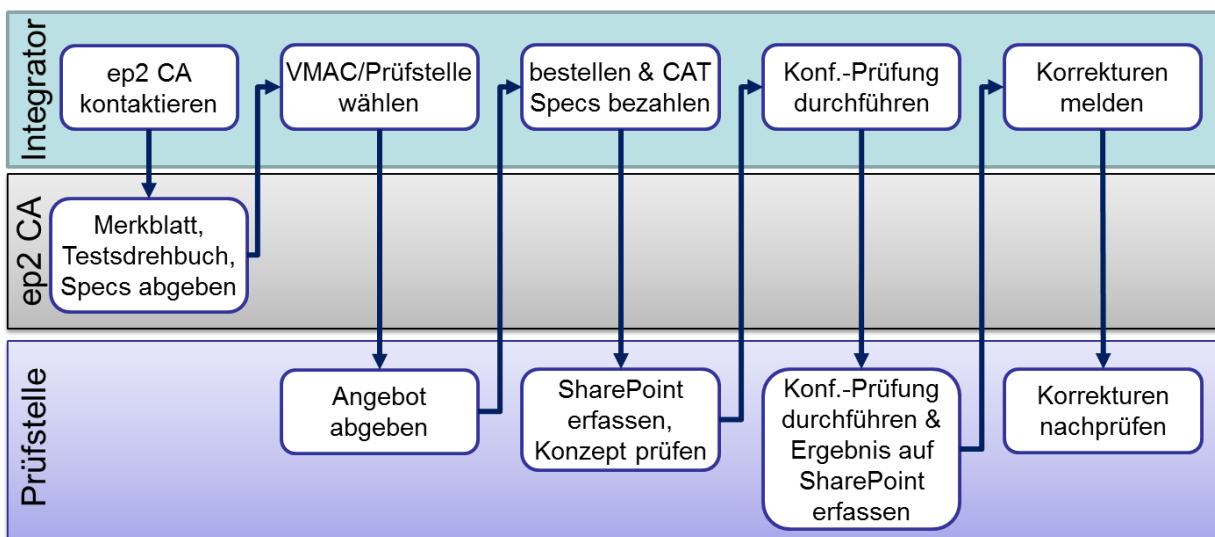 Integrator
ep2 CA
kontaktieren
VMAC/Prüfstelle
wählen
bestellen & CAT
Specs bezahlen
Konf.-Prüfung
durchführen
Korrekturen
melden
ep2 CA
Merkblatt,
Testsdrehbuch,
Specs abgeben
Prüfstelle
Angebot
abgeben
SharePoint
erfassen,
Konzept prüfen
Konf.-Prüfung
durchführen &
Ergebnis auf
SharePoint
erfassen
Korrekturen
nachprüfen